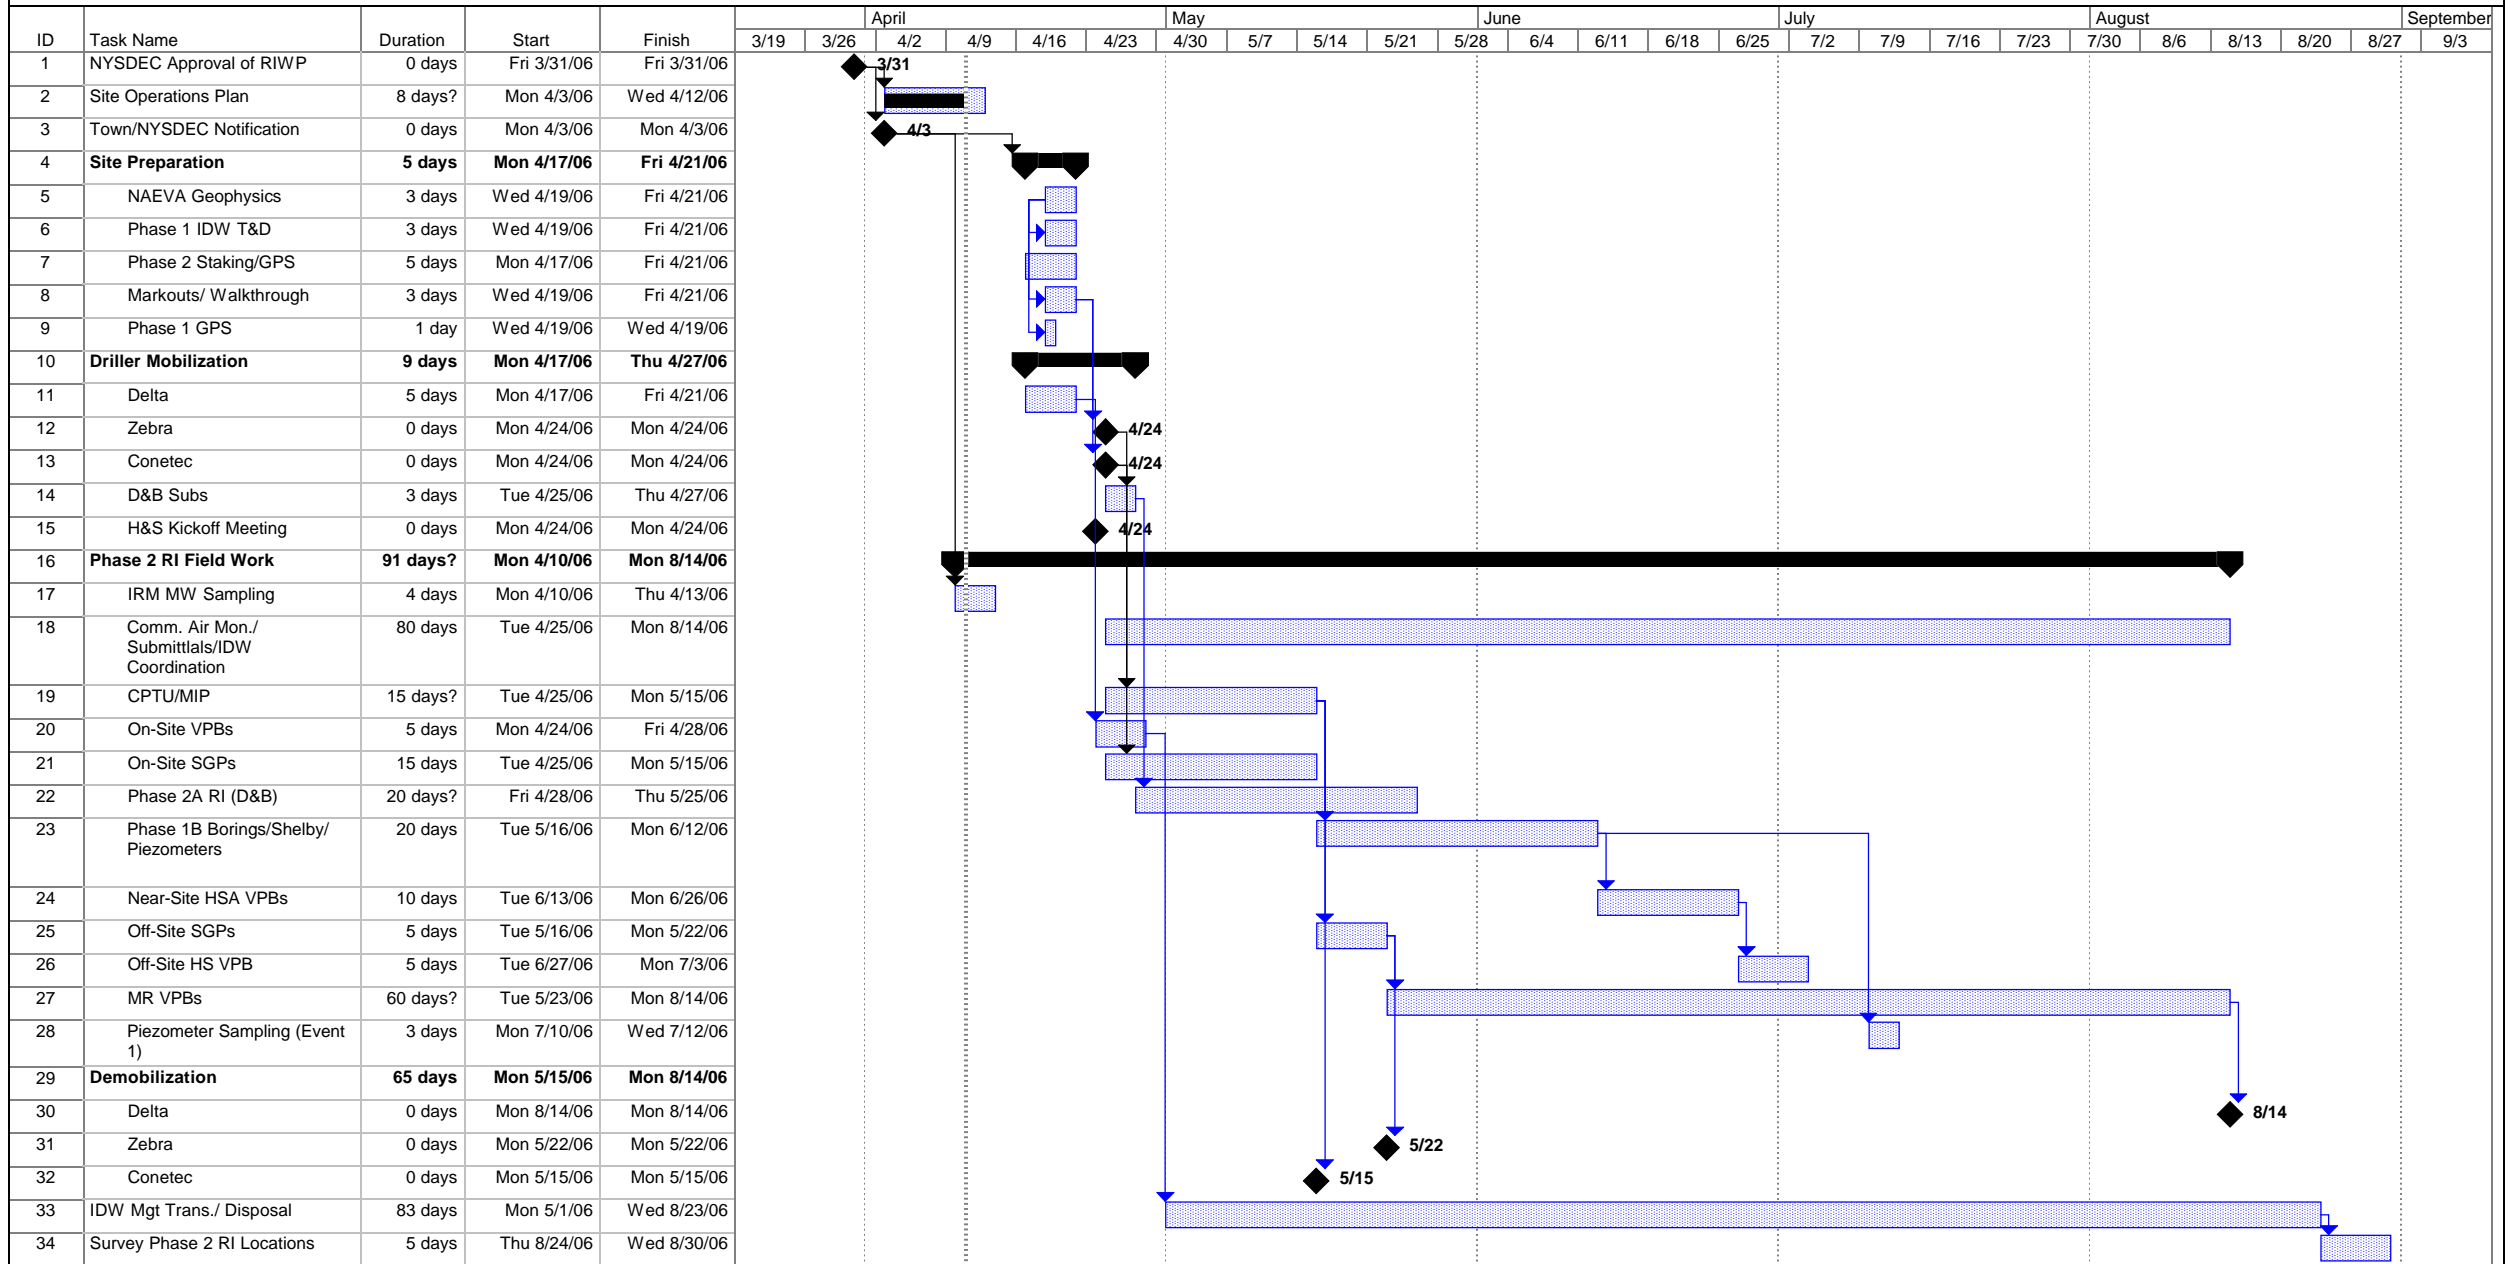 April May June July August September
ID Task Name Duration Start Finish 3/19 3/26 4/2 4/9 4/16 4/23 4/30 5/7 5/14 5/21 5/28 6/4 6/11 6/18 6/25 7/2 7/9 7/16 7/23 7/30 8/6 8/13 8/20 8/27 9/3
1 NYSDEC Approval of RIWP 0 days Fri 3/31/06 Fri 3/31/06 3/31
2 Site Operations Plan 8 days? Mon 4/3/06 Wed 4/12/06
3 Town/NYSDEC Notification 0 days Mon 4/3/06 Mon 4/3/06 4/3
4 Site Preparation 5 days Mon 4/17/06 Fri 4/21/06
5 NAEVA Geophysics 3 days Wed 4/19/06 Fri 4/21/06
6 Phase 1 IDW T&D 3 days Wed 4/19/06 Fri 4/21/06
7 Phase 2 Staking/GPS 5 days Mon 4/17/06 Fri 4/21/06
8 Markouts/ Walkthrough 3 days Wed 4/19/06 Fri 4/21/06
9 Phase 1 GPS 1 day Wed 4/19/06 Wed 4/19/06
10 Driller Mobilization 9 days Mon 4/17/06 Thu 4/27/06
11 Delta 5 days Mon 4/17/06 Fri 4/21/06
12 Zebra 0 days Mon 4/24/06 Mon 4/24/06 4/24
13 Conetec 0 days Mon 4/24/06 Mon 4/24/06 4/24
14 D&B Subs 3 days Tue 4/25/06 Thu 4/27/06
15 H&S Kickoff Meeting 0 days Mon 4/24/06 Mon 4/24/06 4/24
16 Phase 2 RI Field Work 91 days? Mon 4/10/06 Mon 8/14/06
17 IRM MW Sampling 4 days Mon 4/10/06 Thu 4/13/06
18 Comm. Air Mon./ 80 days Tue 4/25/06 Mon 8/14/06
Submittlals/IDW
Coordination
19 CPTU/MIP 15 days? Tue 4/25/06 Mon 5/15/06
20 On-Site VPBs 5 days Mon 4/24/06 Fri 4/28/06
21 On-Site SGPs 15 days Tue 4/25/06 Mon 5/15/06
22 Phase 2A RI (D&B) 20 days? Fri 4/28/06 Thu 5/25/06
23 Phase 1B Borings/Shelby/ 20 days Tue 5/16/06 Mon 6/12/06
Piezometers
24 Near-Site HSA VPBs 10 days Tue 6/13/06 Mon 6/26/06
25 Off-Site SGPs 5 days Tue 5/16/06 Mon 5/22/06
26 Off-Site HS VPB 5 days Tue 6/27/06 Mon 7/3/06
27 MR VPBs 60 days? Tue 5/23/06 Mon 8/14/06
28 Piezometer Sampling (Event 3 days Mon 7/10/06 Wed 7/12/06
1)
29 Demobilization 65 days Mon 5/15/06 Mon 8/14/06
30 Delta 0 days Mon 8/14/06 Mon 8/14/06 8/14
31 Zebra 0 days Mon 5/22/06 Mon 5/22/06 5/22
32 Conetec 0 days Mon 5/15/06 Mon 5/15/06 5/15
33 IDW Mgt Trans./ Disposal 83 days Mon 5/1/06 Wed 8/23/06
34 Survey Phase 2 RI Locations 5 days Thu 8/24/06 Wed 8/30/06